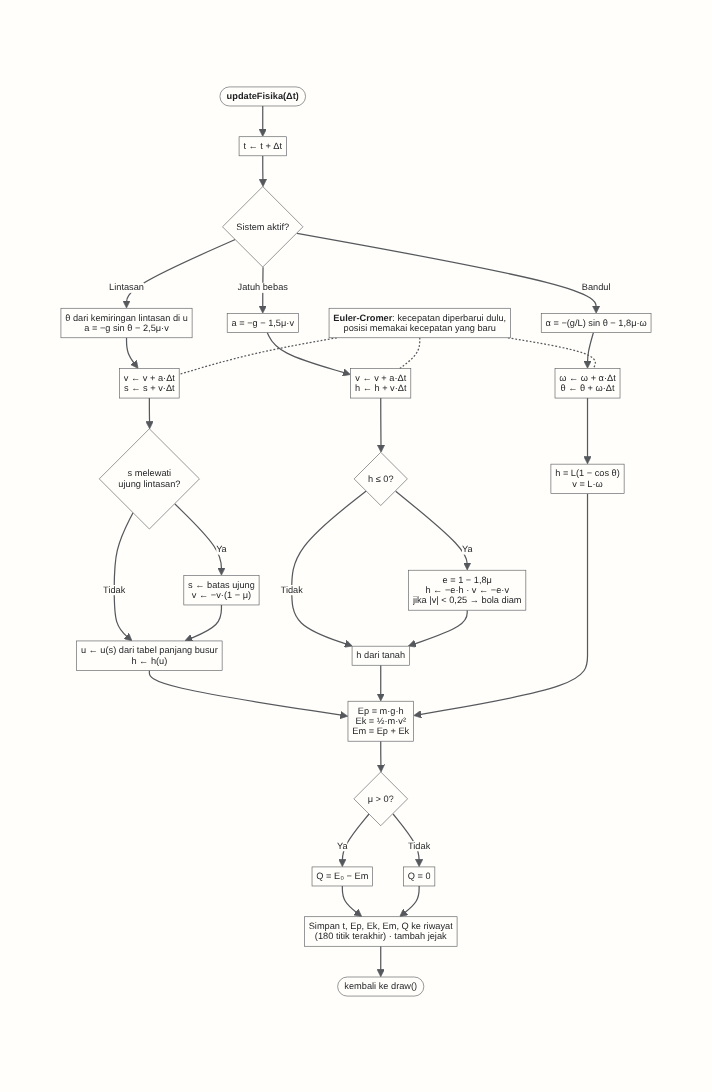 updateFisika(Δt)
t ← t + Δt
Sistem aktif?
Lintasan
Jatuh bebas
Bandul
θ dari kemiringan lintasan di u
a = −g sin θ − 2,5μ·v
a = −g − 1,5μ·v
Euler-Cromer: kecepatan diperbarui dulu,
posisi memakai kecepatan yang baru
α = −(g/L) sin θ − 1,8μ·ω
v ← v + a·Δt
s ← s + v·Δt
v ← v + a·Δt
h ← h + v·Δt
ω ← ω + α·Δt
θ ← θ + ω·Δt
s melewati
ujung lintasan?
h ≤ 0?
h = L(1 − cos θ)
v = L·ω
Ya
Ya
Tidak
Tidak
s ← batas ujung
v ← −v·(1 − μ)
e = 1 − 1,8μ
h ← −e·h · v ← −e·v
jika |v| < 0,25 → bola diam
u ← u(s) dari tabel panjang busur
h ← h(u)
h dari tanah
Ep = m·g·h
Ek = ½·m·v²
Em = Ep + Ek
μ > 0?
Ya
Tidak
Q = E₀ − Em
Q = 0
Simpan t, Ep, Ek, Em, Q ke riwayat
(180 titik terakhir) · tambah jejak
kembali ke draw()